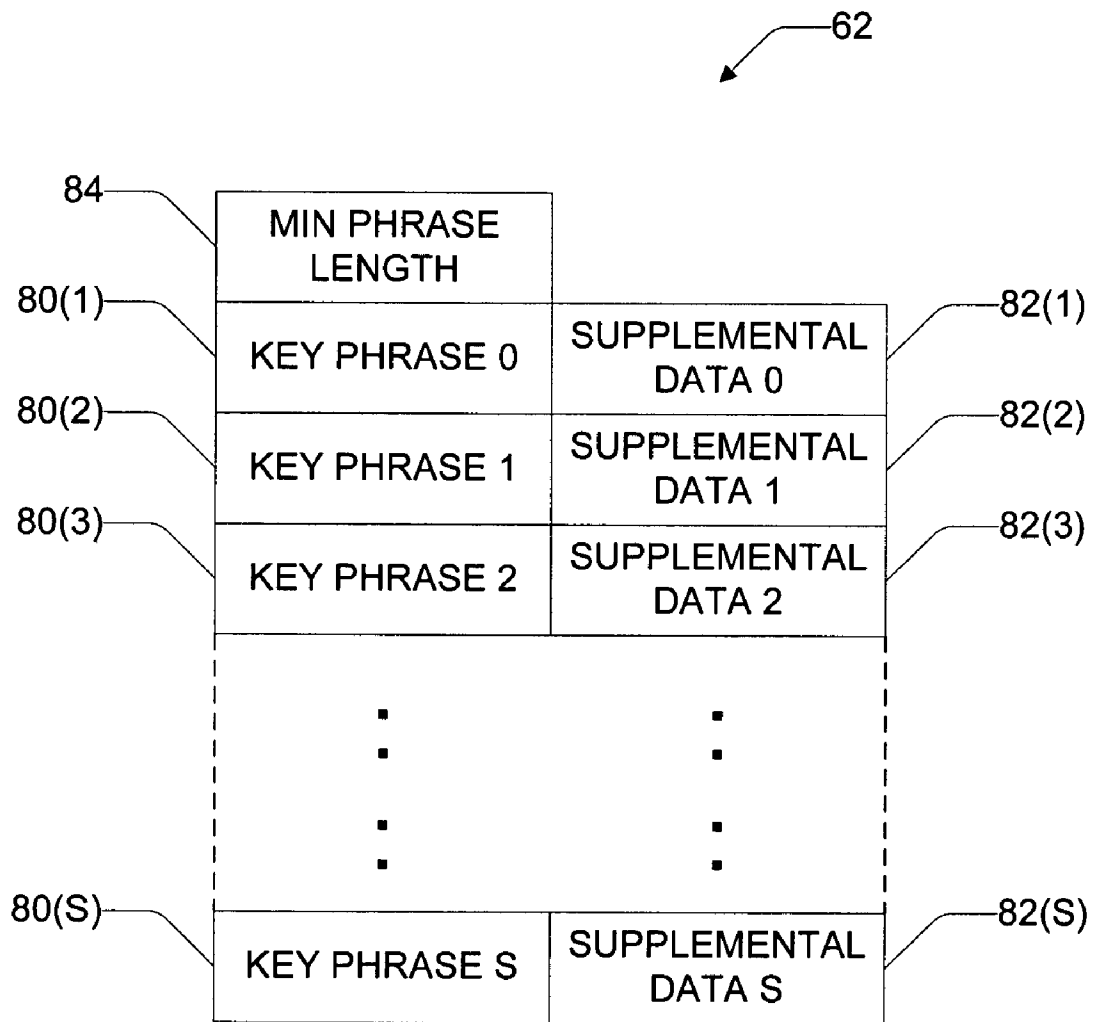 62
84
MIN PHRASE
LENGTH
80(1)
KEY PHRASE 0
SUPPLEMENTAL
DATA 0
82(1)
80(2)
KEY PHRASE 1
SUPPLEMENTAL
DATA 1
82(2)
80(3)
KEY PHRASE 2
SUPPLEMENTAL
DATA 2
82(3)
80(S)
KEY PHRASE S
SUPPLEMENTAL
DATA S
82(S)